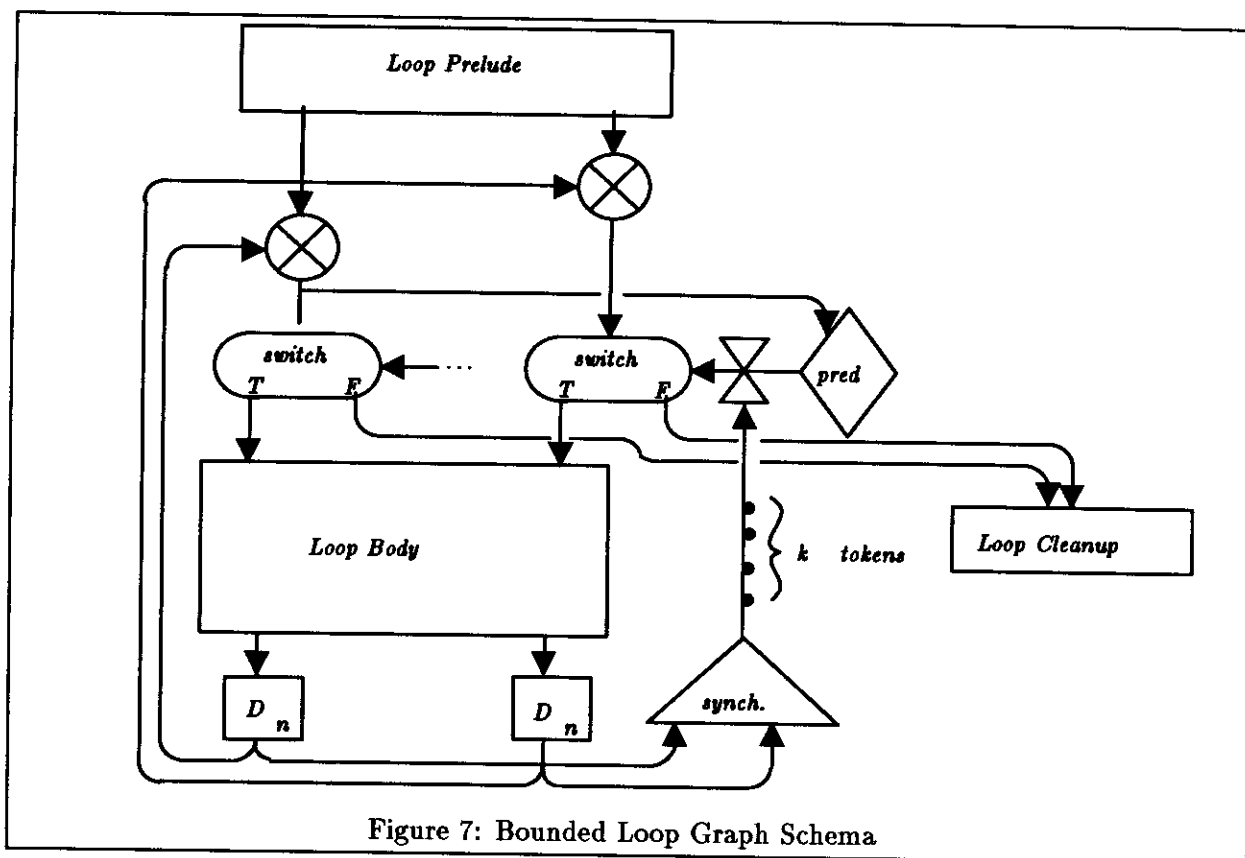 Loop Prelude
switch
T F
...
switch
T F
pred
Loop Body
k tokens
Loop Cleanup
D n
D n
synch.
Figure 7: Bounded Loop Graph Schema